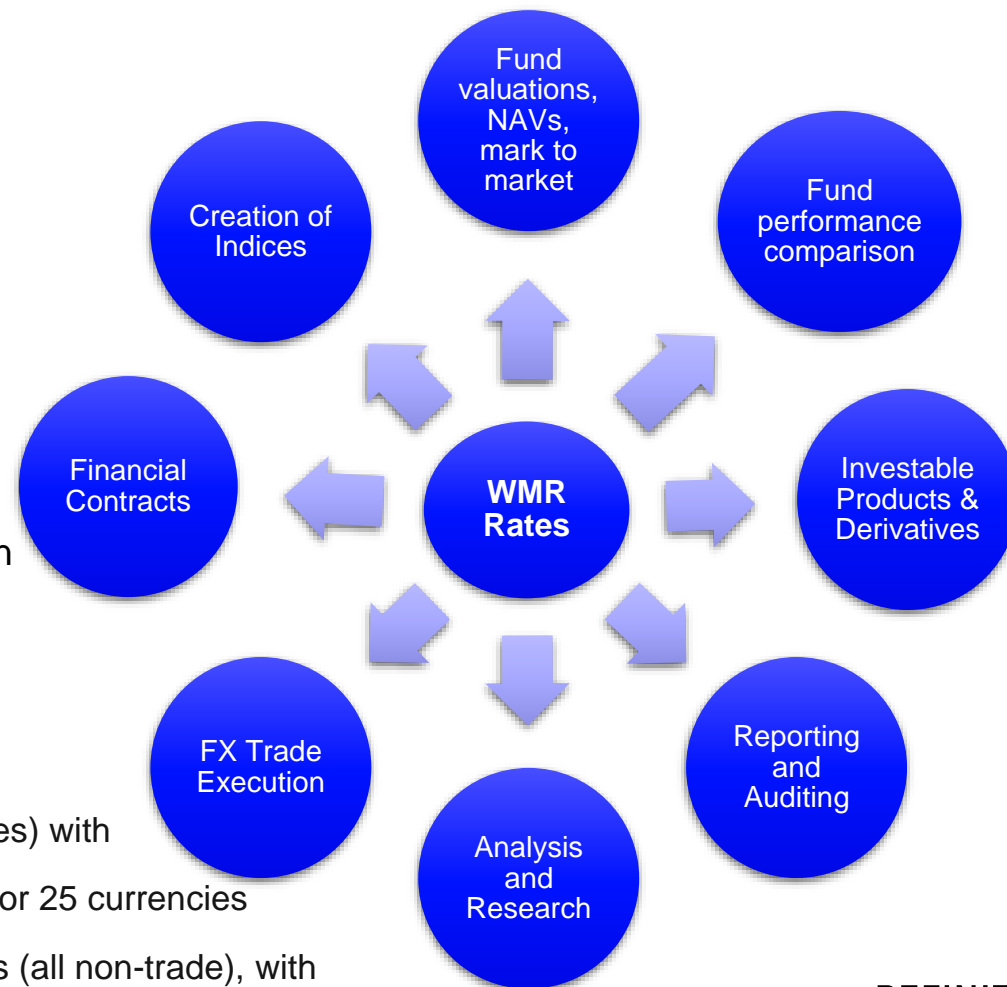 Fund
valuations,
NAVs,
mark to
market
Creation of
Indices
Fund
performance
comparison
Financial
Contracts
WMR
Rates
Investable
Products &
Derivatives
FX Trade
Execution
Reporting
and
Auditing
Analysis
and
Research
es) with
or 25 currencies
s (all non-trade), with